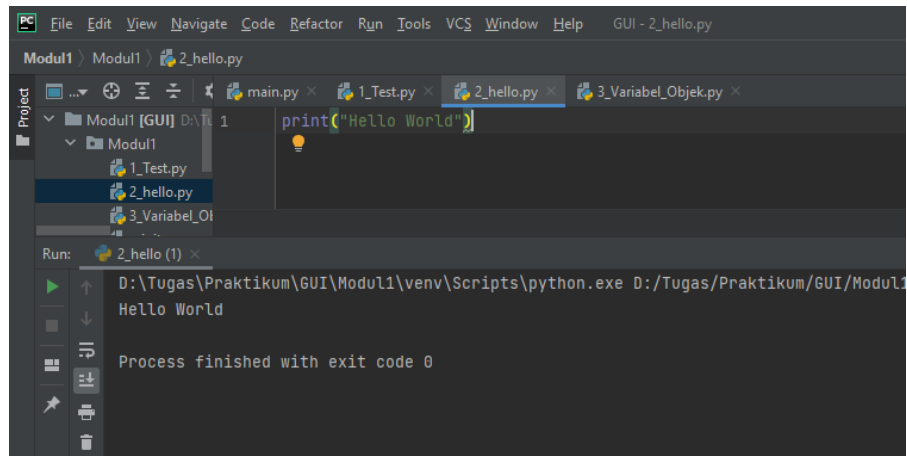 PC File Edit View Navigate Code Refactor Run Tools VCS Window Help GUI - 2_hello.py
Modul1 Modul1 2_hello.py
Project
... main.py 1_Test.py 2_hello.py 3_Variabel_Objek.py
Modul1 [GUI] D:\Tu
Modul1
1_Test.py
2_hello.py
3_Variabel_Ob
1 print("Hello World")
Run: 2_hello (1)
D:\Tugas\Praktikum\GUI\Modul1\venv\Scripts\python.exe D:/Tugas/Praktikum/GUI/Modul1
Hello World
Process finished with exit code 0